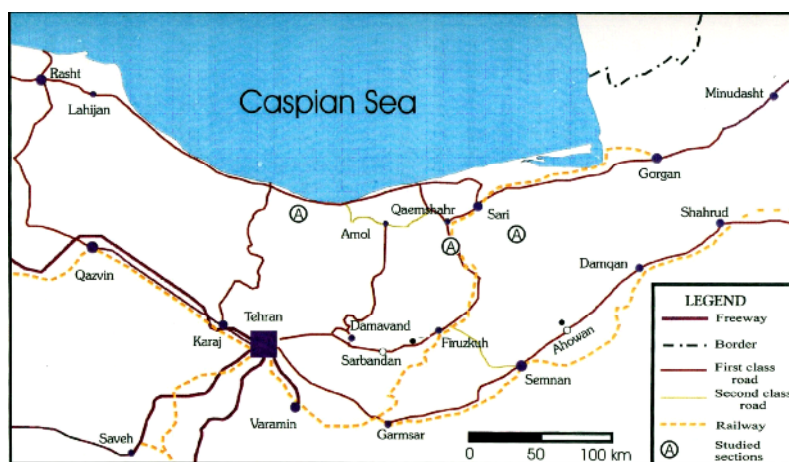 Rasht
Lahijan
Caspian Sea
Minudasht
Gorgan
Qaemshahr
Sari
A
Amol
A
A
Shahrud
Qazvin
Damqan
Tehran
Karaj
Damavand
Sarbandan
Firuzkuh
Ahowan
Semnan
Varamin
Garmsar
Saveh
0 50 100 km
LEGEND
Freeway
Border
First class
road
Second class
road
Railway
A Studied
sections